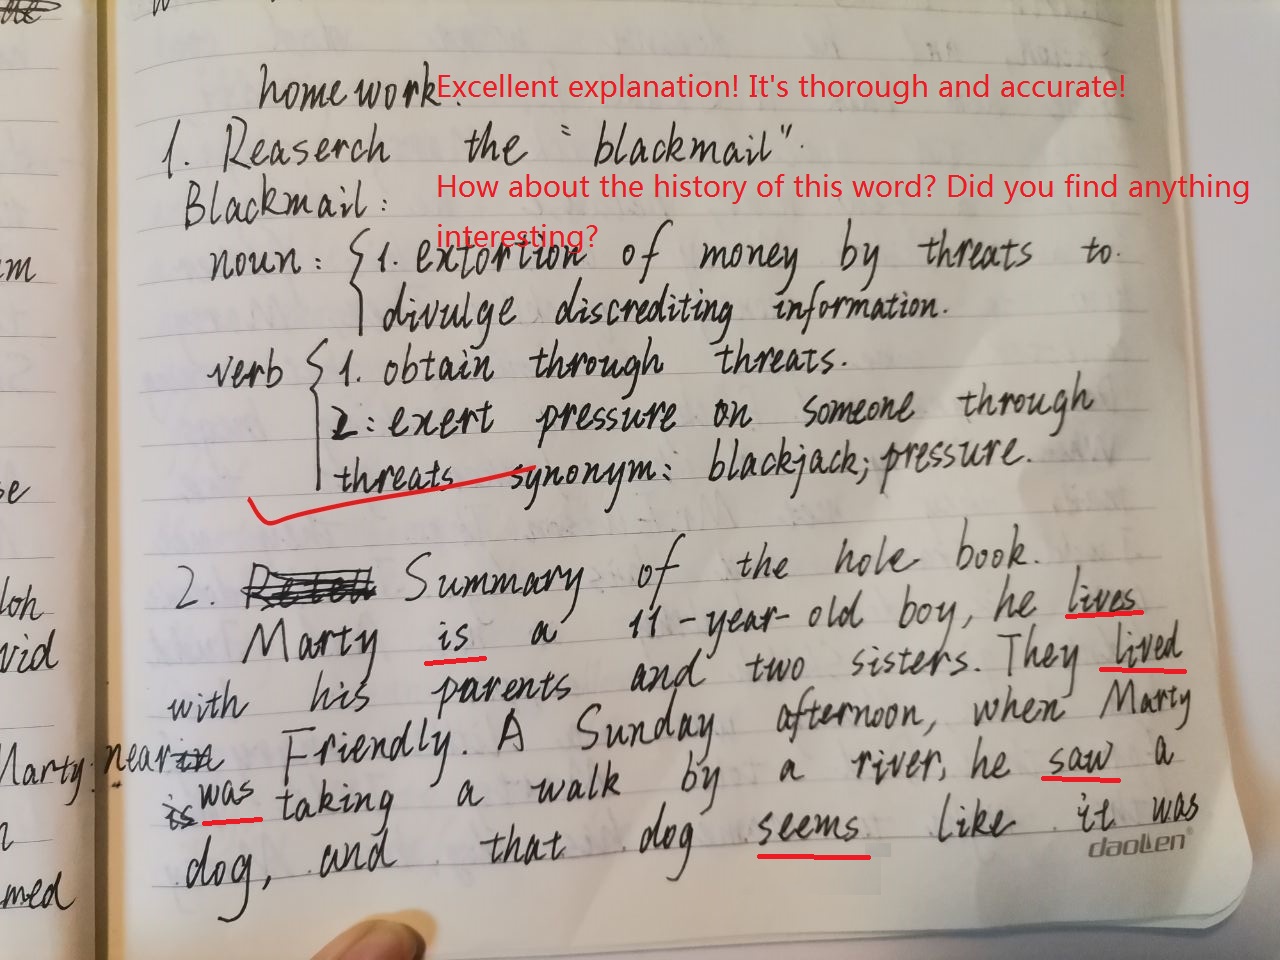 homework.
Excellent explanation! It's thorough and accurate!
1. Reaserch the "blackmail".
How about the history of this word? Did you find anything
interesting?
Blackmail:
noun: { 1. extortion of money by threats to
divulge discrediting information.
verb { 1. obtain through threats.
2: exert pressure on someone through
threats synonym: blackjack; pressure.
2. Summary of the hole book.
Marty is a 11-year-old boy, he lives
with his parents and two sisters. They lived
near in Friendly. A Sunday afternoon, when Marty
is was taking a walk by a river, he saw a
dog, and that dog seems like it was
daolen
m
se
loh
vid
Marty
med